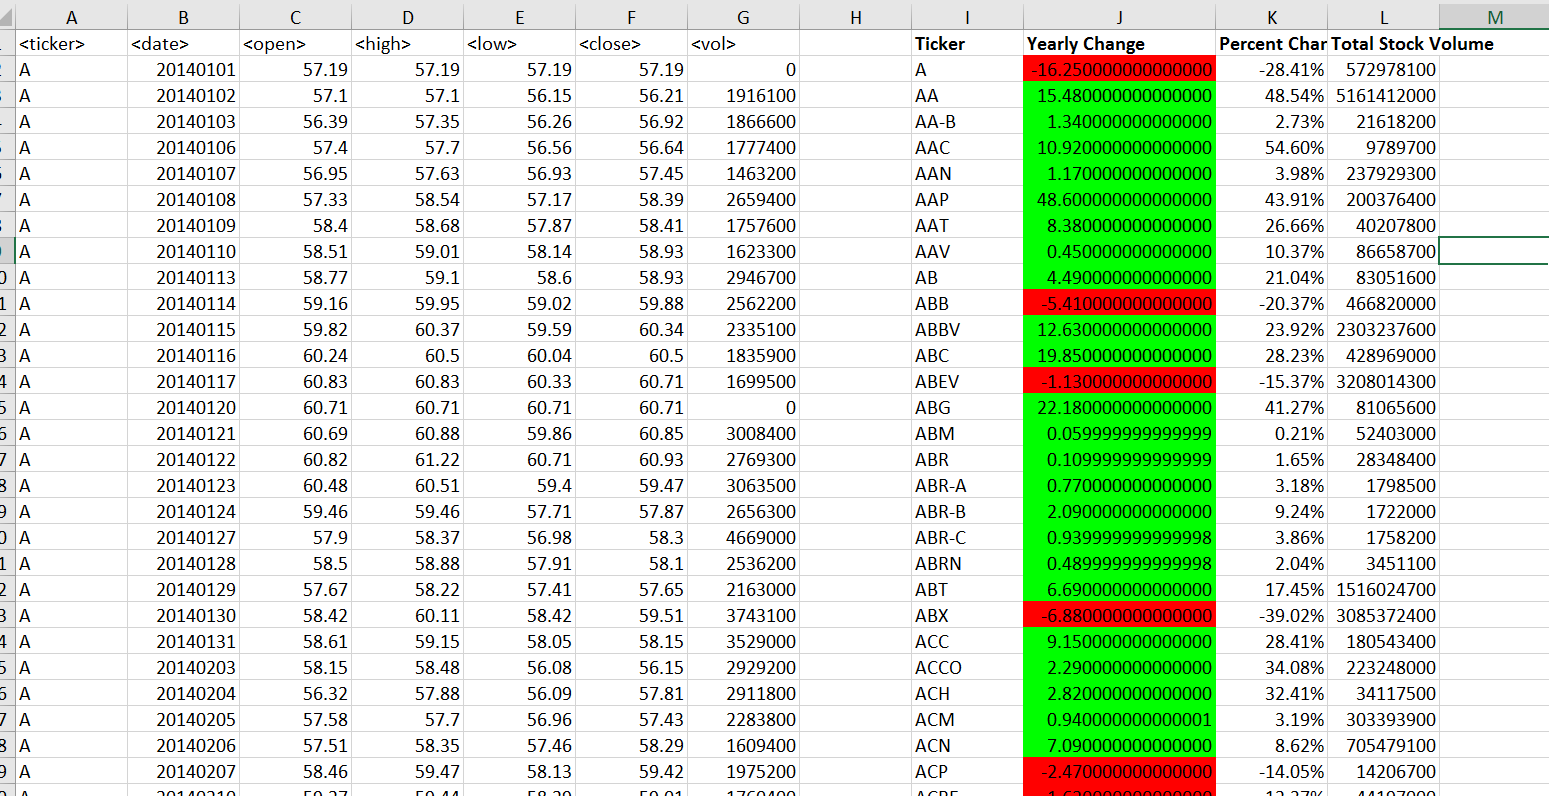 A B C D E F G H I J K L M
<ticker> <date> <open> <high> <low> <close> <vol> Ticker Yearly Change Percent Char Total Stock Volume
A 20140101 57.19 57.19 57.19 57.19 0 A -16.250000000000000 -28.41% 572978100
A 20140102 57.1 57.1 56.15 56.21 1916100 AA 15.480000000000000 48.54% 5161412000
A 20140103 56.39 57.35 56.26 56.92 1866600 AA-B 1.340000000000000 2.73% 21618200
A 20140106 57.4 57.7 56.56 56.64 1777400 AAC 10.920000000000000 54.60% 9789700
A 20140107 56.95 57.63 56.93 57.45 1463200 AAN 1.170000000000000 3.98% 237929300
A 20140108 57.33 58.54 57.17 58.39 2659400 AAP 48.600000000000000 43.91% 200376400
A 20140109 58.4 58.68 57.87 58.41 1757600 AAT 8.380000000000000 26.66% 40207800
A 20140110 58.51 59.01 58.14 58.93 1623300 AAV 0.450000000000000 10.37% 86658700
0 A 20140113 58.77 59.1 58.6 58.93 2946700 AB 4.490000000000000 21.04% 83051600
1 A 20140114 59.16 59.95 59.02 59.88 2562200 ABB -5.410000000000000 -20.37% 466820000
2 A 20140115 59.82 60.37 59.59 60.34 2335100 ABBV 12.630000000000000 23.92% 2303237600
3 A 20140116 60.24 60.5 60.04 60.5 1835900 ABC 19.850000000000000 28.23% 428969000
4 A 20140117 60.83 60.83 60.33 60.71 1699500 ABEV -1.130000000000000 -15.37% 3208014300
5 A 20140120 60.71 60.71 60.71 60.71 0 ABG 22.180000000000000 41.27% 81065600
6 A 20140121 60.69 60.88 59.86 60.85 3008400 ABM 0.059999999999999 0.21% 52403000
7 A 20140122 60.82 61.22 60.71 60.93 2769300 ABR 0.109999999999999 1.65% 28348400
8 A 20140123 60.48 60.51 59.4 59.47 3063500 ABR-A 0.770000000000000 3.18% 1798500
9 A 20140124 59.46 59.46 57.71 57.87 2656300 ABR-B 2.090000000000000 9.24% 1722000
0 A 20140127 57.9 58.37 56.98 58.3 4669000 ABR-C 0.939999999999998 3.86% 1758200
1 A 20140128 58.5 58.88 57.91 58.1 2536200 ABRN 0.489999999999998 2.04% 3451100
2 A 20140129 57.67 58.22 57.41 57.65 2163000 ABT 6.690000000000000 17.45% 1516024700
3 A 20140130 58.42 60.11 58.42 59.51 3743100 ABX -6.880000000000000 -39.02% 3085372400
4 A 20140131 58.61 59.15 58.05 58.15 3529000 ACC 9.150000000000000 28.41% 180543400
5 A 20140203 58.15 58.48 56.08 56.15 2929200 ACCO 2.290000000000000 34.08% 223248000
6 A 20140204 56.32 57.88 56.09 57.81 2911800 ACH 2.820000000000000 32.41% 34117500
7 A 20140205 57.58 57.7 56.96 57.43 2283800 ACM 0.940000000000001 3.19% 303393900
8 A 20140206 57.51 58.35 57.46 58.29 1609400 ACN 7.090000000000000 8.62% 705479100
9 A 20140207 58.46 59.47 58.13 59.42 1975200 ACP -2.470000000000000 -14.05% 14206700